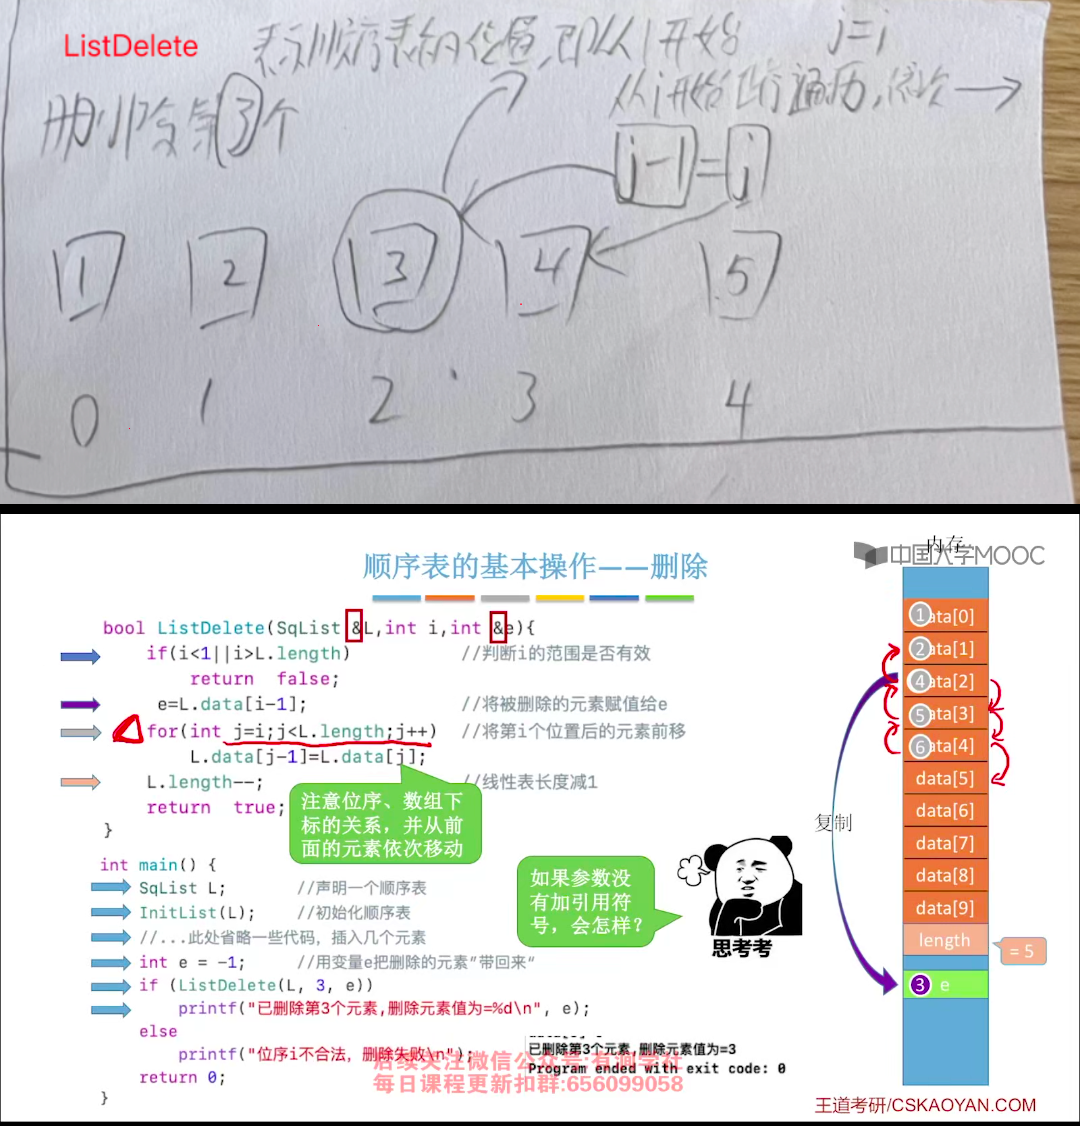 ListDelete
表示顺序表的位置,即从1开始 j=i
删除第3个
从i开始往后遍历,依次→
j-1=j
1 2 3 4 5
0 1 2 3 4
中国大学MOOC
内存
顺序表的基本操作——删除
bool ListDelete(SqList &L,int i,int &e){
if(i<1||i>L.length) //判断i的范围是否有效
return false;
e=L.data[i-1]; //将被删除的元素赋值给e
for(int j=i;j<L.length;j++) //将第i个位置后的元素前移
L.data[j-1]=L.data[j];
L.length--; //线性表长度减1
return true;
}
注意位序、数组下
标的关系，并从前
面的元素依次移动
int main() {
SqList L; //声明一个顺序表
InitList(L); //初始化顺序表
//...此处省略一些代码，插入几个元素
int e = -1; //用变量e把删除的元素"带回来"
if (ListDelete(L, 3, e))
printf("已删除第3个元素,删除元素值为=%d\n", e);
else
printf("位序i不合法，删除失败\n");
return 0;
}
如果参数没
有加引用符
号，会怎样？
思考考
已删除第3个元素,删除元素值为=3
Program ended with exit code: 0
后续关注微信公众号:有洌学社
每日课程更新扣群:656099058
复制
1 ata[0]
2 ata[1]
4 ata[2]
5 ata[3]
6 ata[4]
data[5]
data[6]
data[7]
data[8]
data[9]
length
= 5
3 e
王道考研/CSKAOYAN.COM